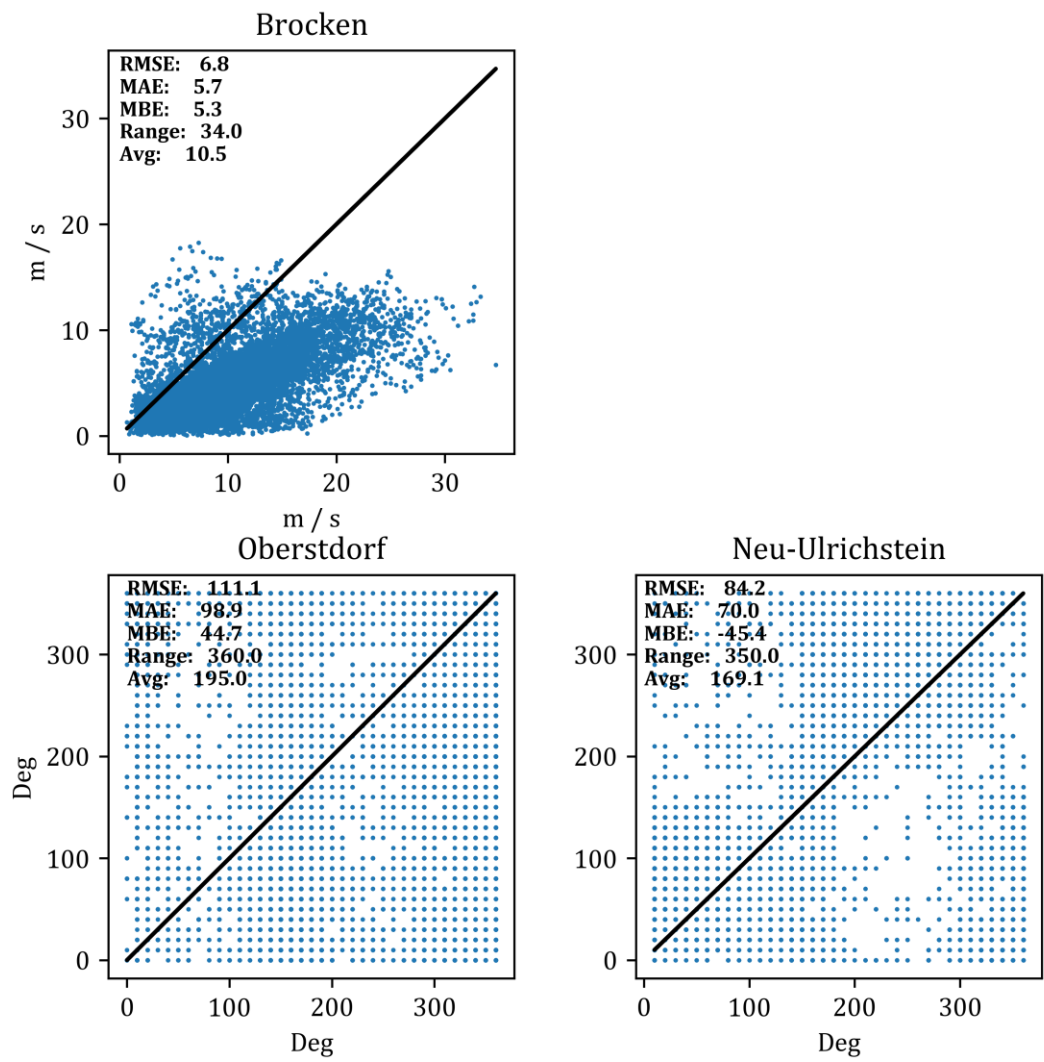 Brocken
RMSE: 6.8
MAE: 5.7
MBE: 5.3
Range: 34.0
Avg: 10.5
30
20
10
0
m / s
0 10 20 30
m / s
Oberstdorf
RMSE: 111.1
MAE: 98.9
MBE: 44.7
Range: 360.0
Avg: 195.0
300
200
100
0
Deg
0 100 200 300
Deg
Neu-Ulrichstein
RMSE: 84.2
MAE: 70.0
MBE: -45.4
Range: 350.0
Avg: 169.1
300
200
100
0
0 100 200 300
Deg